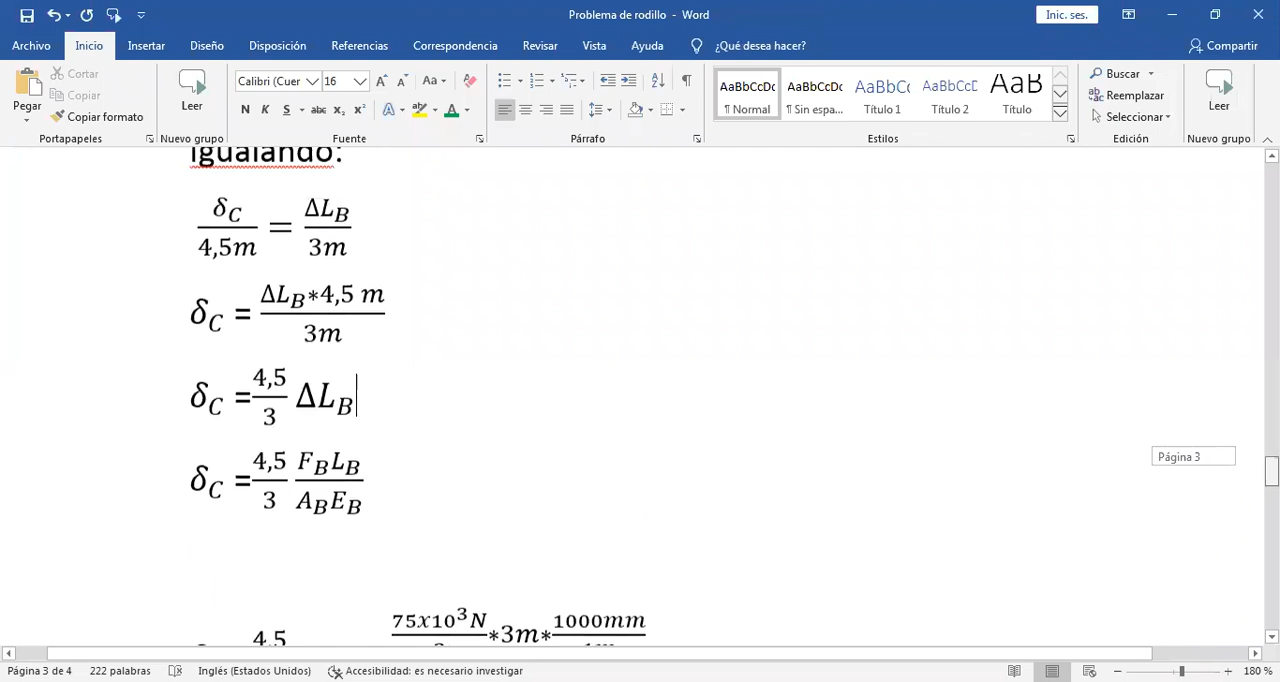 Problema de rodillo - Word
Inic. ses.
Archivo Inicio Insertar Diseño Disposición Referencias Correspondencia Revisar Vista Ayuda ¿Qué desea hacer? Compartir
Pegar
Cortar
Copiar
Copiar formato
Portapapeles
Leer
Nuevo grupo
Calibri (Cuer 16
Aa
N K S abc x₂ x² A A
Fuente
Párrafo
AaBbCcDc AaBbCcDc AaBbCc AaBbCcD AaB
¶ Normal ¶ Sin espa... Título 1 Título 2 Título
Estilos
Buscar
Reemplazar
Seleccionar
Edición
Leer
Nuevo grupo
igualando:
δ_C/4,5m = ΔL_B/3m
δ_C = ΔL_B*4,5 m/3m
δ_C =4,5/3 ΔL_B
δ_C =4,5/3 F_B L_B/A_B E_B
Página 3
4,5 75x10³N *3m* 1000mm
Página 3 de 4 222 palabras Inglés (Estados Unidos) Accesibilidad: es necesario investigar 180 %